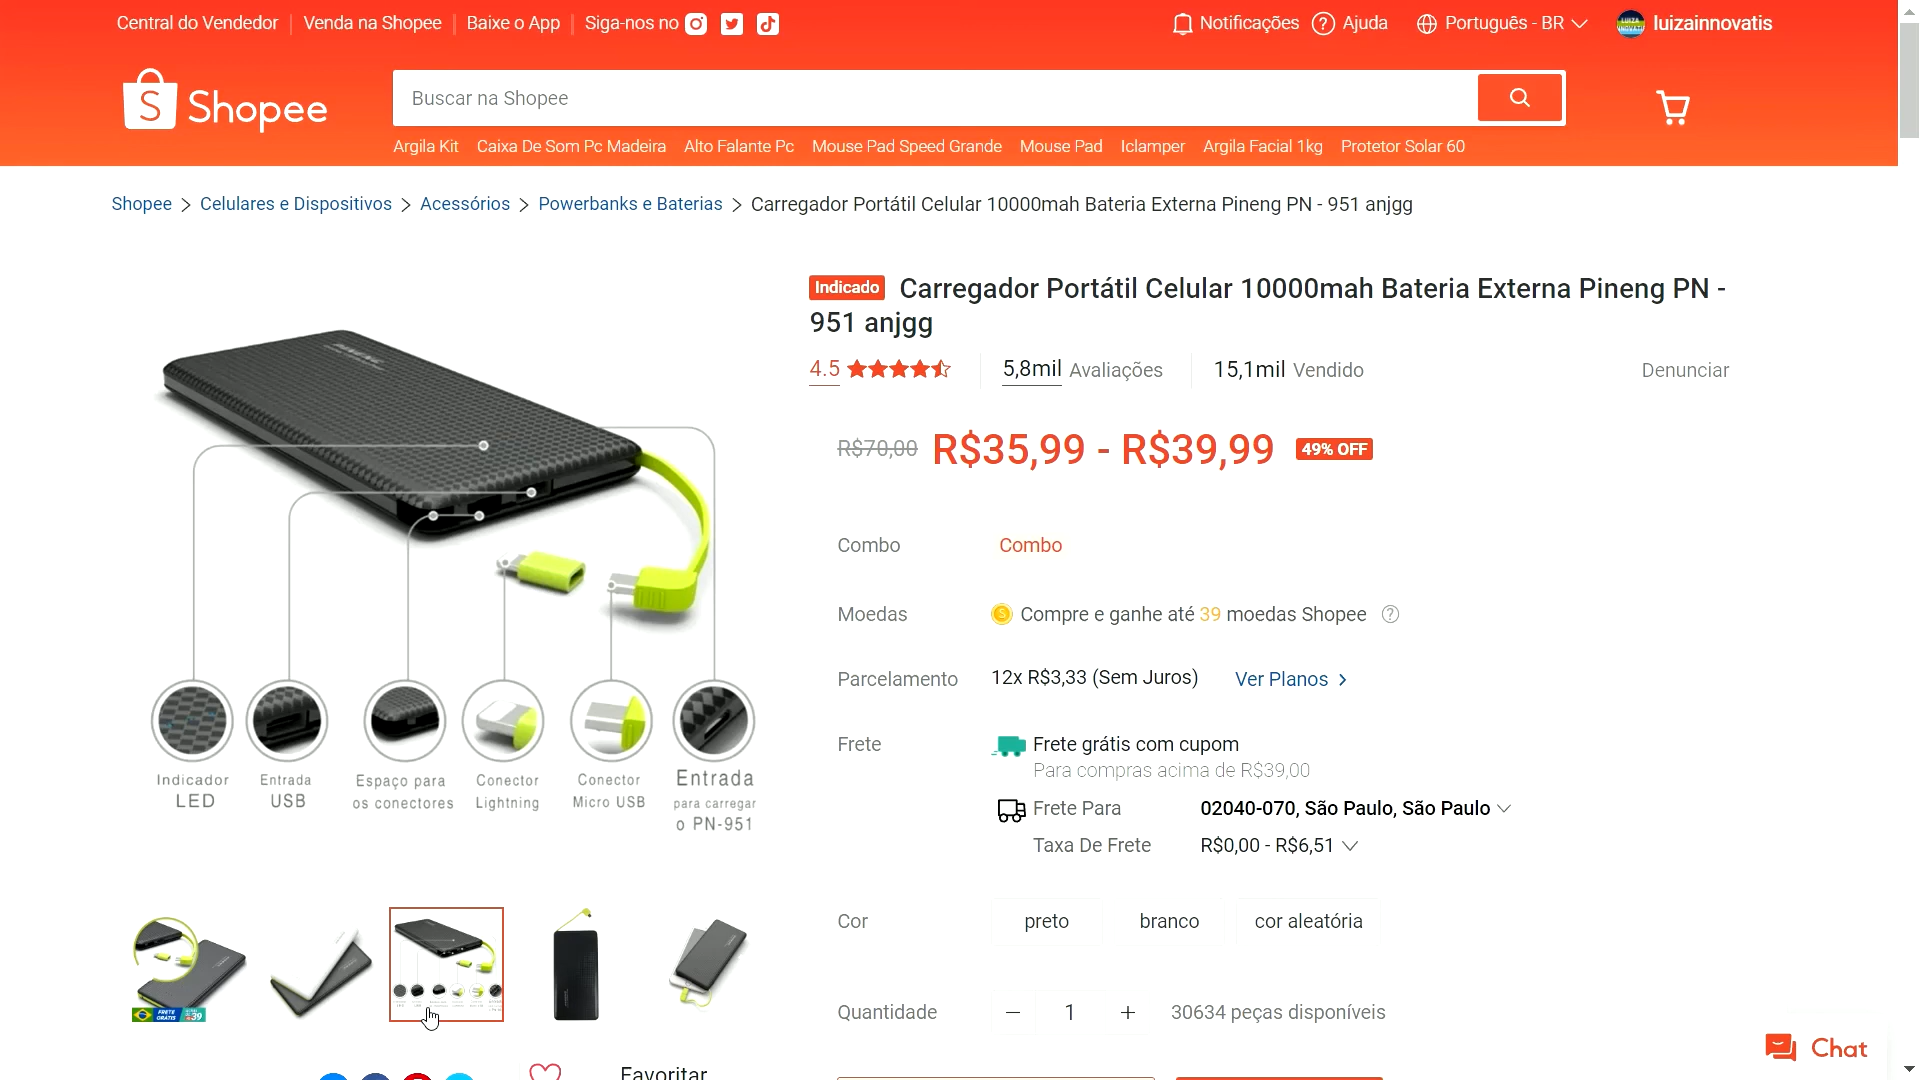 Central do Vendedor
Venda na Shopee
Baixe o App
Siga-nos no
Notificações
Ajuda
Português - BR
luizainnovatis
Shopee
Buscar na Shopee
Argila Kit Caixa De Som Pc Madeira Alto Falante Pc Mouse Pad Speed Grande Mouse Pad Iclamper Argila Facial 1kg Protetor Solar 60
Shopee > Celulares e Dispositivos > Acessórios > Powerbanks e Baterias > Carregador Portátil Celular 10000mah Bateria Externa Pineng PN - 951 anjgg
Indicado Carregador Portátil Celular 10000mah Bateria Externa Pineng PN -
951 anjgg
4.5
5,8mil Avaliações
15,1mil Vendido
Denunciar
R$70,00 R$35,99 - R$39,99 49% OFF
Combo Combo
Moedas Compre e ganhe até 39 moedas Shopee ?
Parcelamento 12x R$3,33 (Sem Juros) Ver Planos >
Frete Frete grátis com cupom
Para compras acima de R$39,00
Frete Para 02040-070, São Paulo, São Paulo
Taxa De Frete R$0,00 - R$6,51
Cor preto branco cor aleatória
Quantidade − 1 + 30634 peças disponíveis
Indicador
LED
Entrada
USB
Espaço para
os conectores
Conector
Lightning
Conector
Micro USB
Entrada
para carregar
o PN-951
FRETE
GRÁTIS
Favoritar
Chat